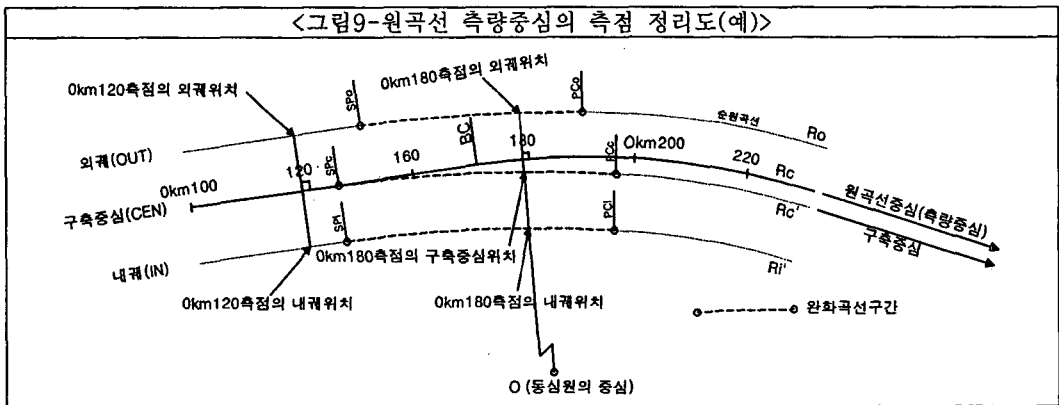 <그림9-원곡선 측량중심의 측점 정리도(예)>
0km120측점의 외궤위치
0km180측점의 외궤위치
SPo
PCo
순원곡선
Ro
외궤(OUT)
BC
180
0km200
0km100
120
SPc
160
PCc
220
Rc
구축중심(CEN)
SPi
PCi
Rc'
원곡선중심(측량중심)
구축중심
내궤(IN)
0km180측점의 구축중심위치
Ri'
0km120측점의 내궤위치
0km180측점의 내궤위치
완화곡선구간
O (동심원의 중심)